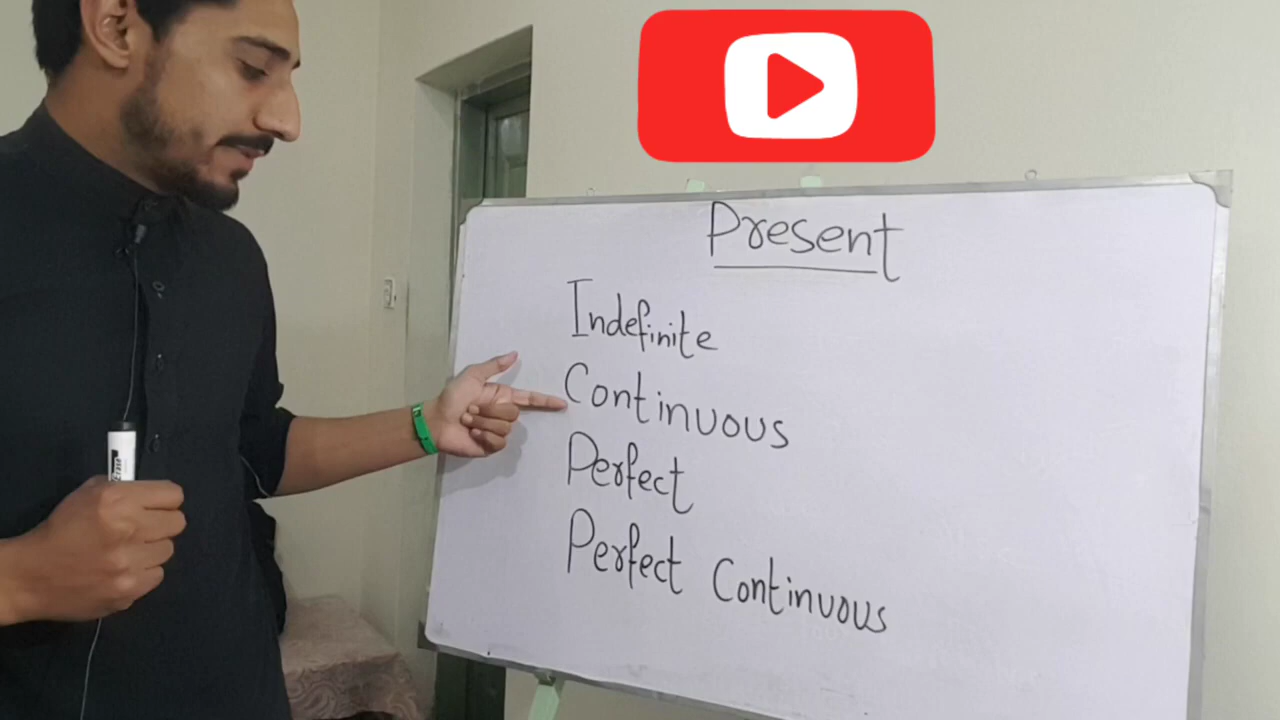 Present
Indefinite
Continuous
Perfect
Perfect Continuous